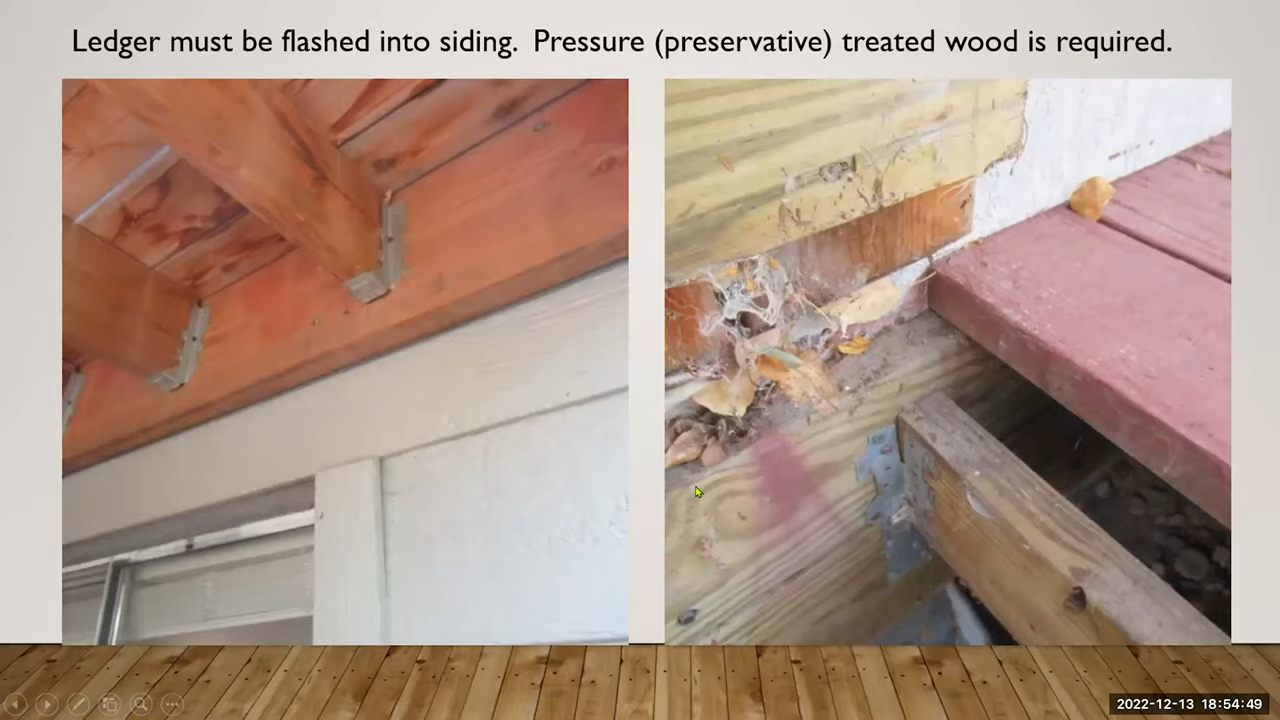 Ledger must be flashed into siding.  Pressure (preservative) treated wood is required.
2022-12-13 18:54:49